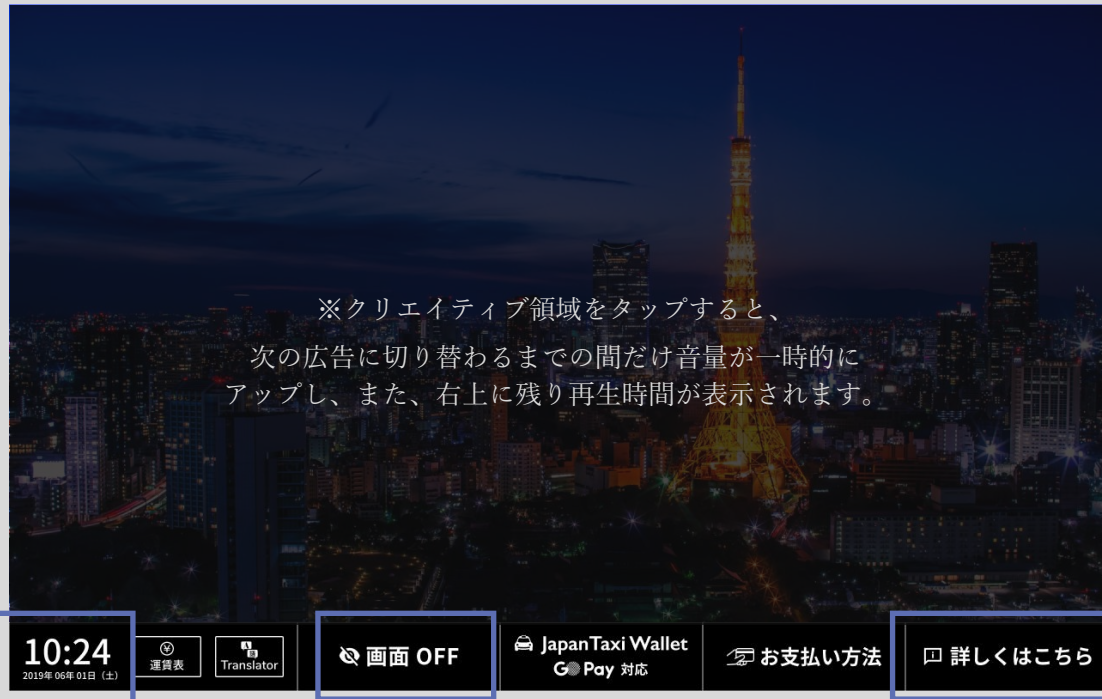 ※クリエイティブ領域をタップすると、
次の広告に切り替わるまでの間だけ音量が一時的に
アップし、また、右上に残り再生時間が表示されます。
10:24
2019年 06年 01日（土）
運賃表
Translator
画面 OFF
JapanTaxi Wallet
GO Pay 対応
お支払い方法
詳しくはこちら